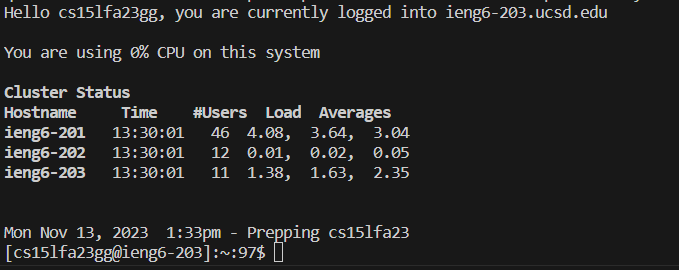 Hello cs15lfa23gg, you are currently logged into ieng6-203.ucsd.edu
You are using 0% CPU on this system
Cluster Status
Hostname Time #Users Load Averages
ieng6-201 13:30:01 46 4.08, 3.64, 3.04
ieng6-202 13:30:01 12 0.01, 0.02, 0.05
ieng6-203 13:30:01 11 1.38, 1.63, 2.35
Mon Nov 13, 2023 1:33pm - Prepping cs15lfa23
[cs15lfa23gg@ieng6-203]:~:97$